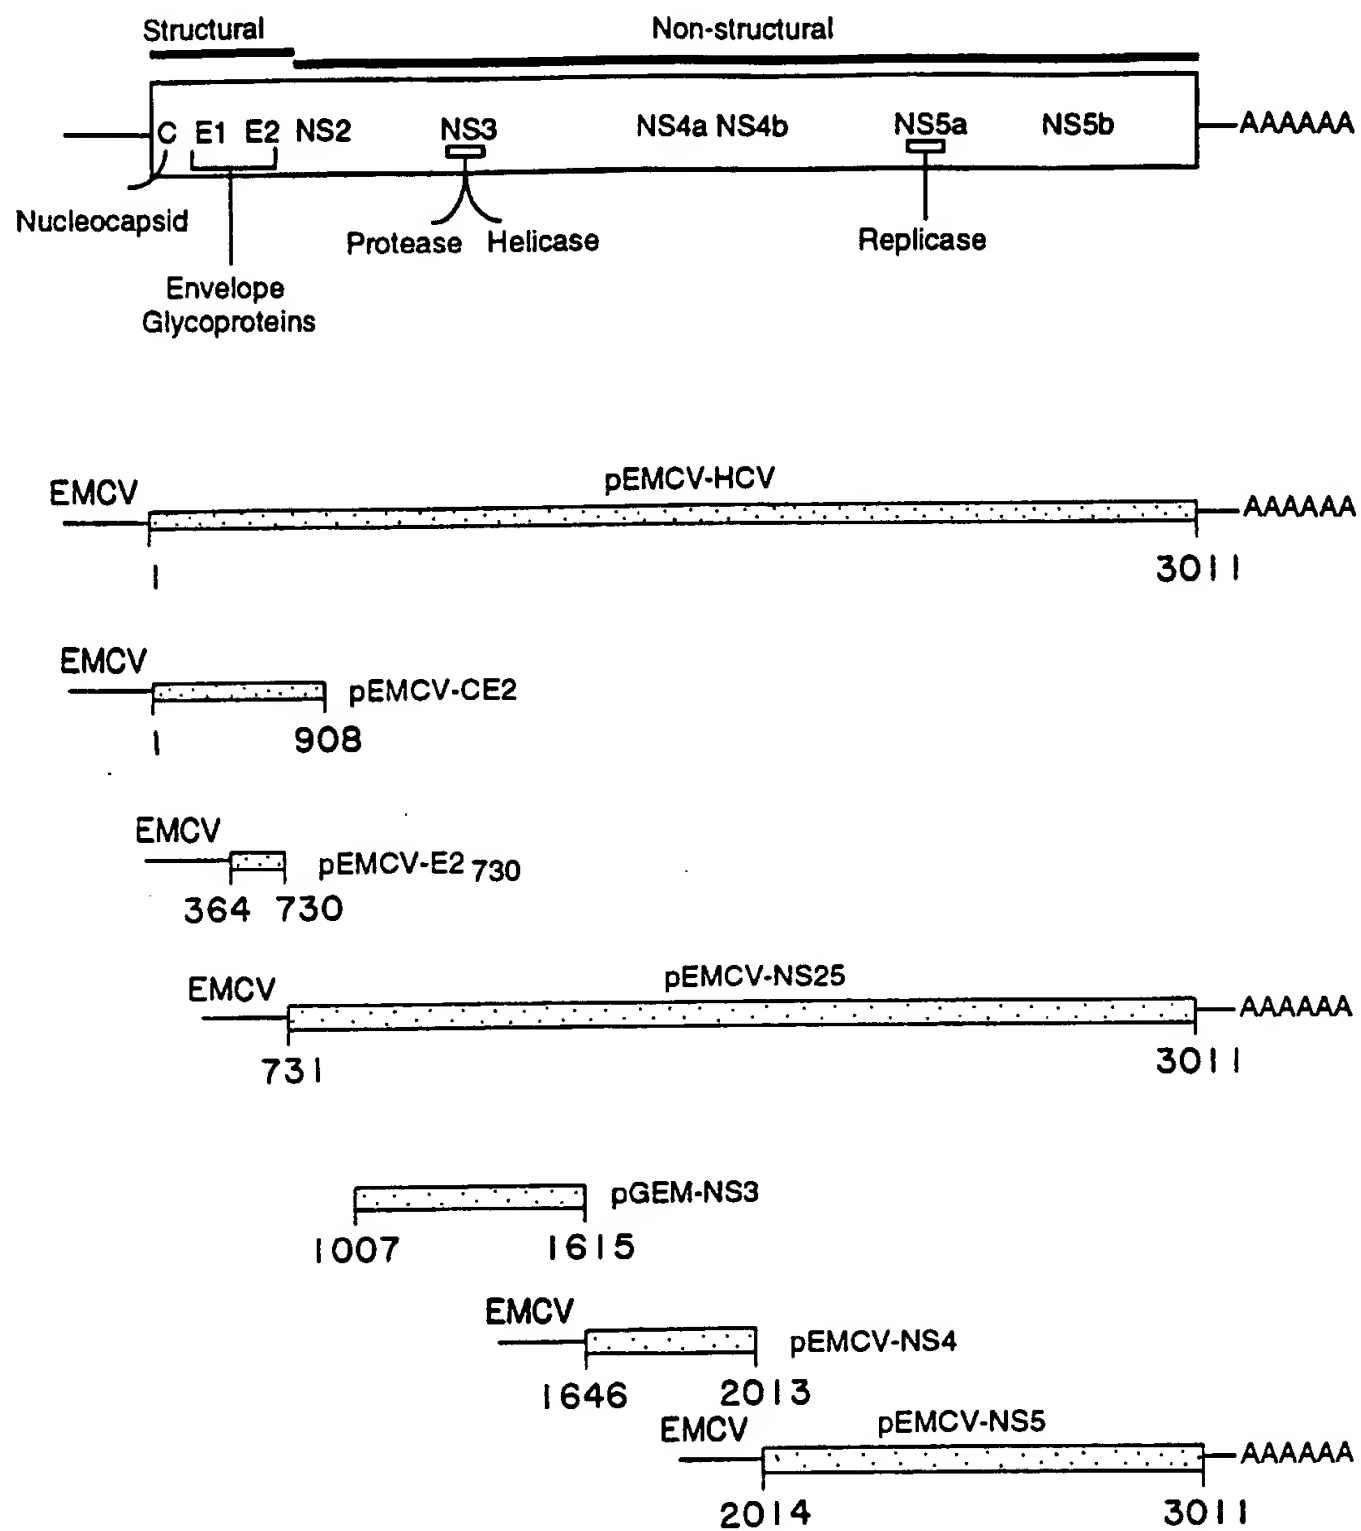 Structural Non-structural
C E1 E2 NS2 NS3 NS4a NS4b NS5a NS5b AAAAAA
Nucleocapsid
Protease Helicase Replicase
Envelope
Glycoproteins
pEMCV-HCV
EMCV AAAAAA
1 3011
EMCV
pEMCV-CE2
1 908
EMCV
pEMCV-E2 730
364 730
pEMCV-NS25
EMCV AAAAAA
731 3011
pGEM-NS3
1007 1615
EMCV
pEMCV-NS4
1646 2013
pEMCV-NS5
EMCV AAAAAA
2014 3011